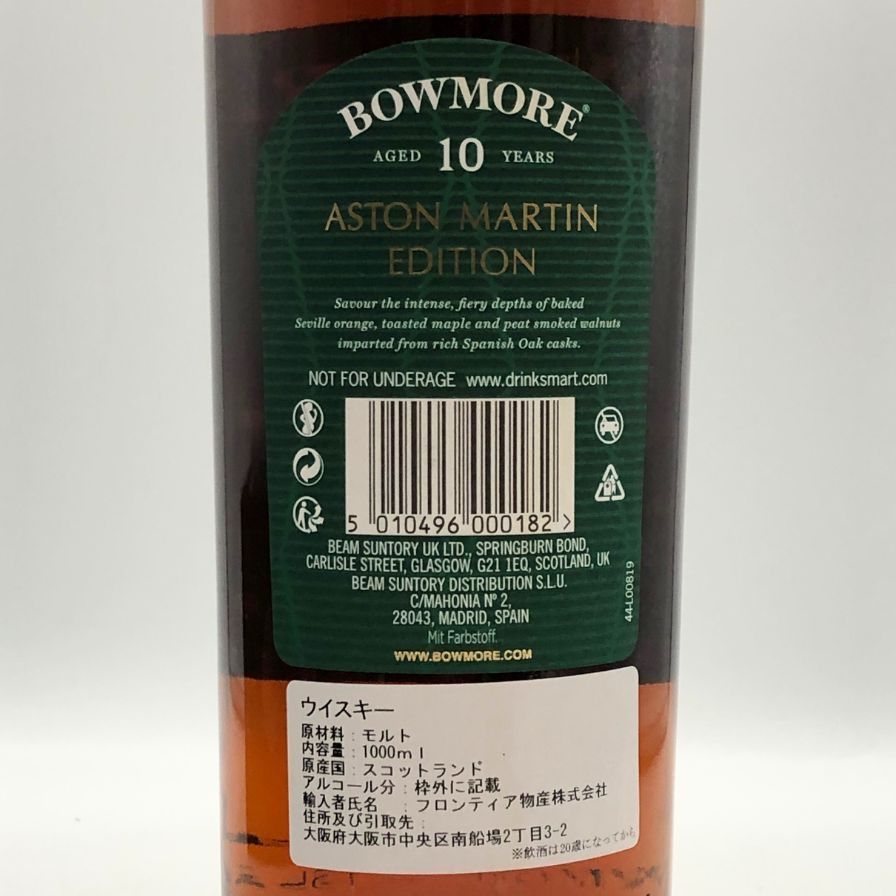 BOWMORE®
AGED 10 YEARS
ASTON MARTIN
EDITION
Savour the intense, fiery depths of baked
Seville orange, toasted maple and peat smoked walnuts
imported from rich Spanish Oak casks.
NOT FOR UNDERAGE www.drinksmart.com
5 010496 000182 >
BEAM SUNTORY UK LTD., SPRINGBURN BOND,
CARLISLE STREET, GLASGOW, G21 1EQ, SCOTLAND, UK
BEAM SUNTORY DISTRIBUTION S.L.U.
C/MAHONIA Nº 2,
28043, MADRID, SPAIN
Mit Farbstoff.
WWW.BOWMORE.COM
44-L00819
ウイスキー
原材料：モルト
内容量：1000ml
原産国：スコットランド
アルコール分：枠外に記載
輸入者氏名　：フロンティア物産株式会社
住所及び引取先：
大阪府大阪市中央区南船場2丁目3-2
※飲酒は20歳になってから